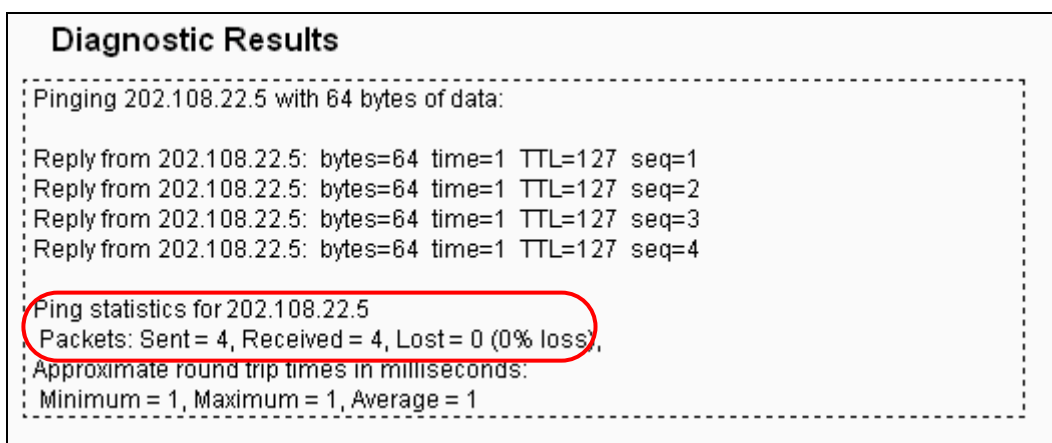 Diagnostic Results
Pinging 202.108.22.5 with 64 bytes of data:
Reply from 202.108.22.5: bytes=64 time=1 TTL=127 seq=1
Reply from 202.108.22.5: bytes=64 time=1 TTL=127 seq=2
Reply from 202.108.22.5: bytes=64 time=1 TTL=127 seq=3
Reply from 202.108.22.5: bytes=64 time=1 TTL=127 seq=4
Ping statistics for 202.108.22.5
Packets: Sent = 4, Received = 4, Lost = 0 (0% loss),
Approximate round trip times in milliseconds:
Minimum = 1, Maximum = 1, Average = 1